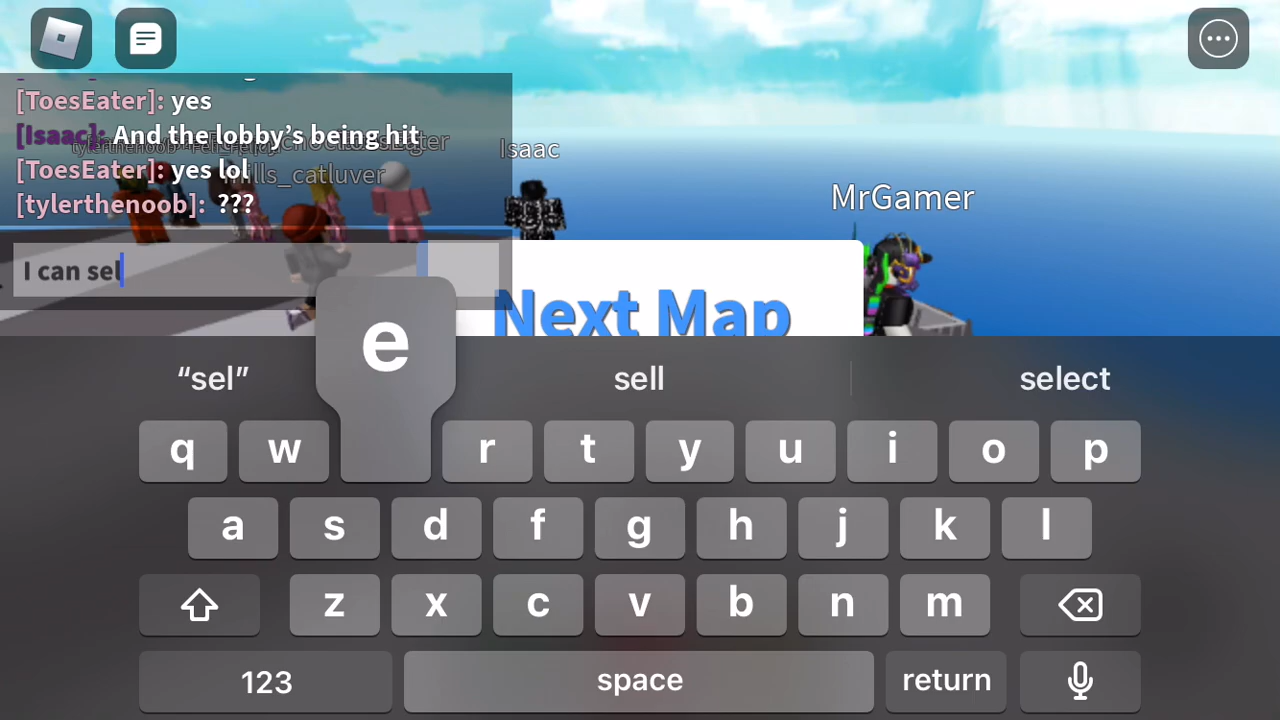 [ToesEater]: yes
[Isaac]: And the lobby's being hit
[ToesEater]: yes lol
mills_catluver
[tylerthenoob]: ???
Isaac
MrGamer
I can sel
Next Map
e
“sel” sell select
q w r t y u i o p
a s d f g h j k l
z x c v b n m
123 space return